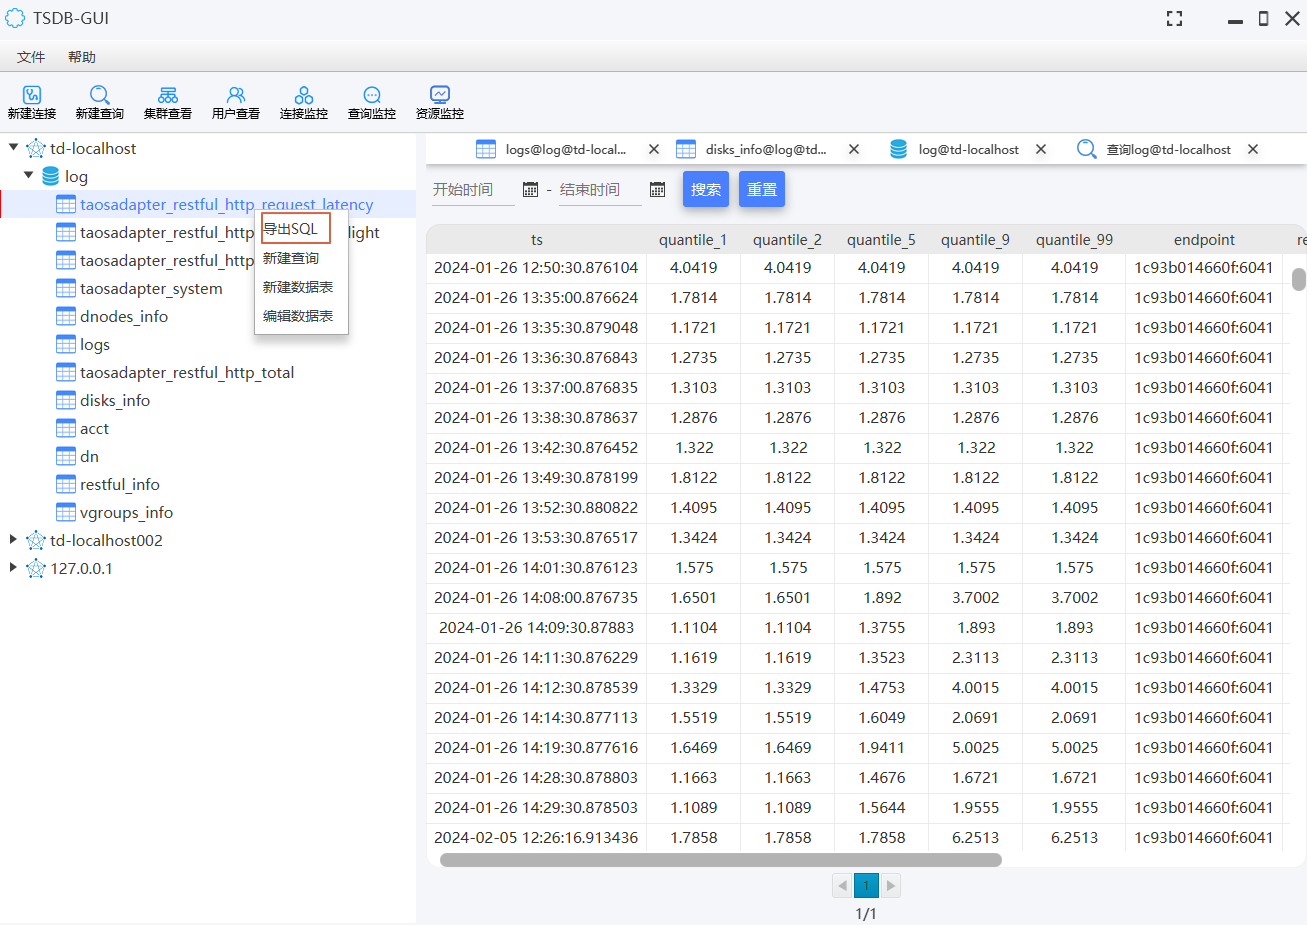 TSDB-GUI
文件 帮助
新建连接 新建查询 集群查看 用户查看 连接监控 查询监控 资源监控
td-localhost
log
taosadapter_restful_http_request_latency
taosadapter_restful_http light
taosadapter_restful_http
taosadapter_system
dnodes_info
logs
taosadapter_restful_http_total
disks_info
acct
dn
restful_info
vgroups_info
td-localhost002
127.0.0.1
导出SQL
新建查询
新建数据表
编辑数据表
logs@log@td-local... disks_info@log@td... log@td-localhost 查询log@td-localhost
开始时间 - 结束时间 搜索 重置
ts quantile_1 quantile_2 quantile_5 quantile_9 quantile_99 endpoint re
2024-01-26 12:50:30.876104 4.0419 4.0419 4.0419 4.0419 4.0419 1c93b014660f:6041
2024-01-26 13:35:00.876624 1.7814 1.7814 1.7814 1.7814 1.7814 1c93b014660f:6041
2024-01-26 13:35:30.879048 1.1721 1.1721 1.1721 1.1721 1.1721 1c93b014660f:6041
2024-01-26 13:36:30.876843 1.2735 1.2735 1.2735 1.2735 1.2735 1c93b014660f:6041
2024-01-26 13:37:00.876835 1.3103 1.3103 1.3103 1.3103 1.3103 1c93b014660f:6041
2024-01-26 13:38:30.878637 1.2876 1.2876 1.2876 1.2876 1.2876 1c93b014660f:6041
2024-01-26 13:42:30.876452 1.322 1.322 1.322 1.322 1.322 1c93b014660f:6041
2024-01-26 13:49:30.878199 1.8122 1.8122 1.8122 1.8122 1.8122 1c93b014660f:6041
2024-01-26 13:52:30.880822 1.4095 1.4095 1.4095 1.4095 1.4095 1c93b014660f:6041
2024-01-26 13:53:30.876517 1.3424 1.3424 1.3424 1.3424 1.3424 1c93b014660f:6041
2024-01-26 14:01:30.876123 1.575 1.575 1.575 1.575 1.575 1c93b014660f:6041
2024-01-26 14:08:00.876735 1.6501 1.6501 1.892 3.7002 3.7002 1c93b014660f:6041
2024-01-26 14:09:30.87883 1.1104 1.1104 1.3755 1.893 1.893 1c93b014660f:6041
2024-01-26 14:11:30.876229 1.1619 1.1619 1.3523 2.3113 2.3113 1c93b014660f:6041
2024-01-26 14:12:30.878539 1.3329 1.3329 1.4753 4.0015 4.0015 1c93b014660f:6041
2024-01-26 14:14:30.877113 1.5519 1.5519 1.6049 2.0691 2.0691 1c93b014660f:6041
2024-01-26 14:19:30.877616 1.6469 1.6469 1.9411 5.0025 5.0025 1c93b014660f:6041
2024-01-26 14:28:30.878803 1.1663 1.1663 1.4676 1.6721 1.6721 1c93b014660f:6041
2024-01-26 14:29:30.878503 1.1089 1.1089 1.5644 1.9555 1.9555 1c93b014660f:6041
2024-02-05 12:26:16.913436 1.7858 1.7858 1.7858 6.2513 6.2513 1c93b014660f:6041
1
1/1